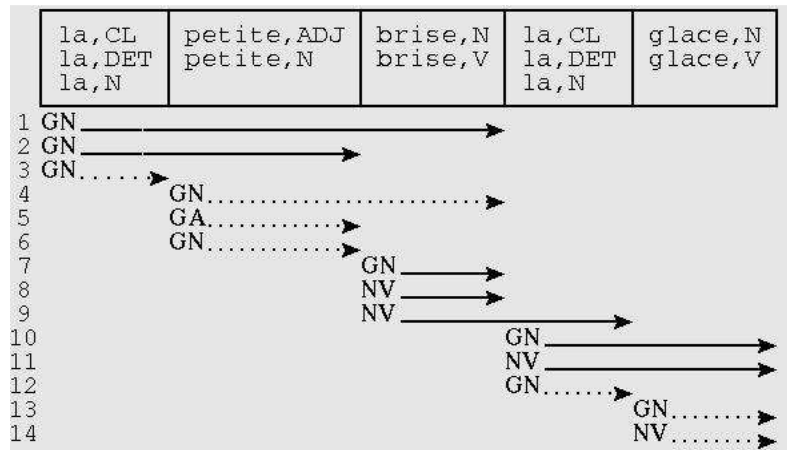 la,CL petite,ADJ brise,N la,CL glace,N
la,DET petite,N brise,V la,DET glace,V
la,N la,N
1 GN
2 GN
3 GN
4 GN
5 GA
6 GN
7 GN
8 NV
9 NV
10 GN
11 NV
12 GN
13 GN
14 NV